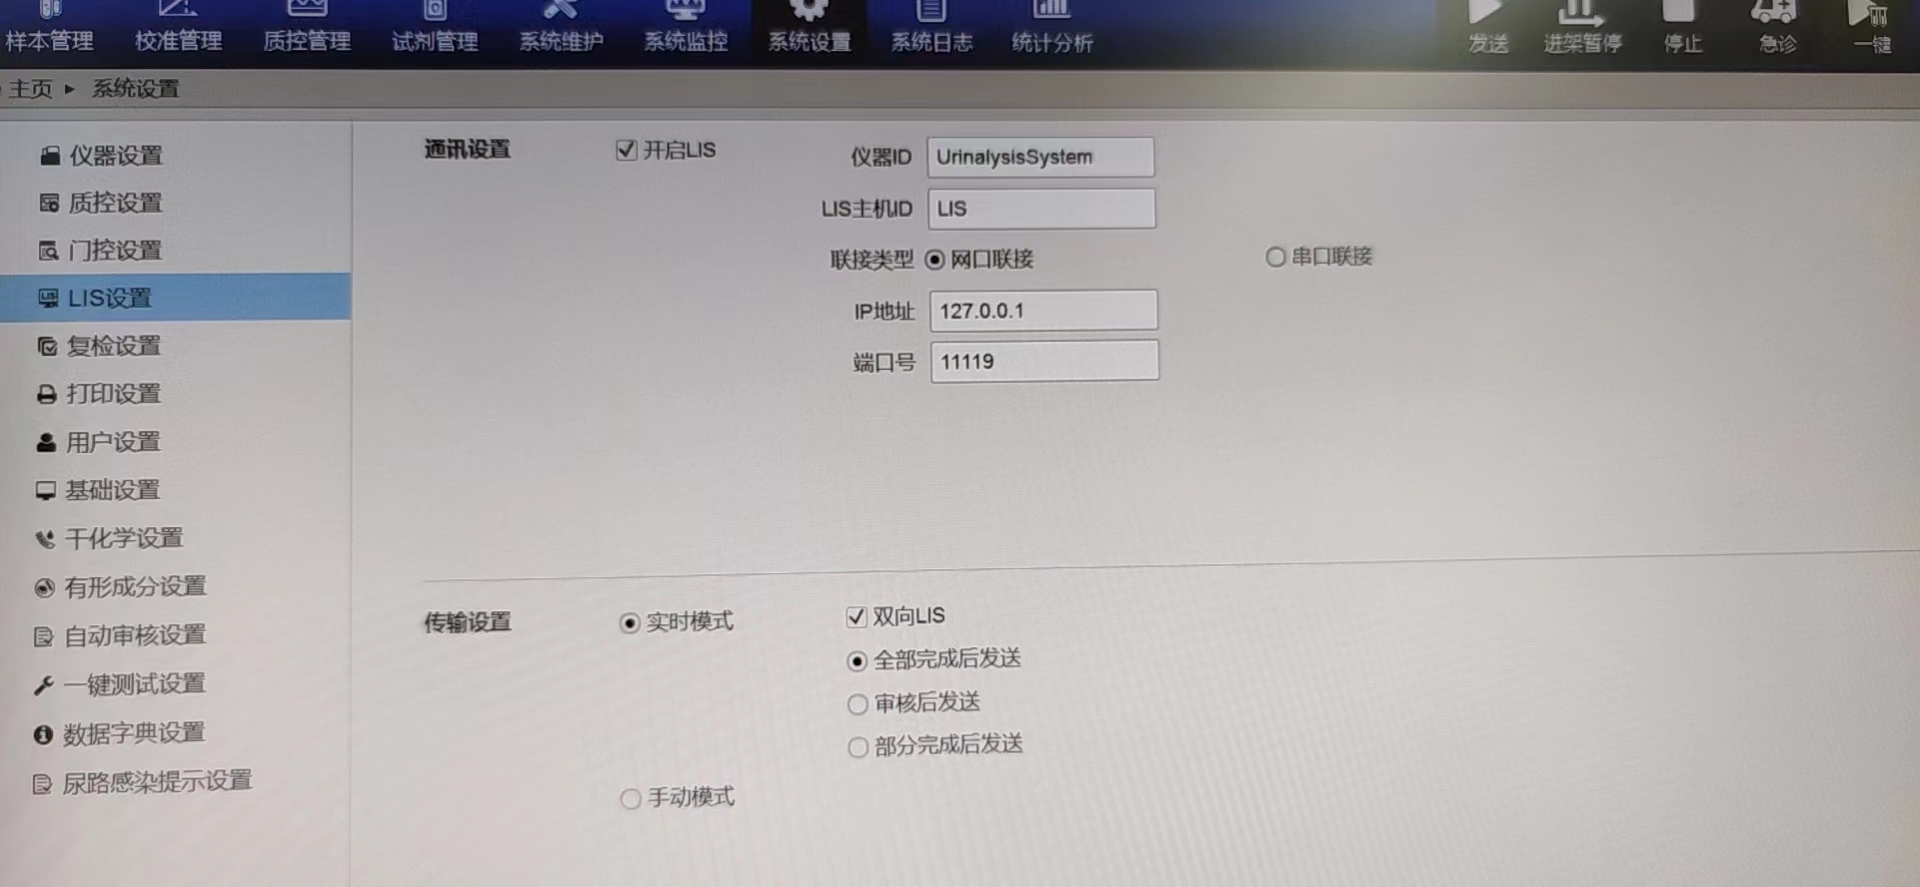 样本管理 校准管理 质控管理 试剂管理 系统维护 系统监控 系统设置 系统日志 统计分析 发送 进架暂停 停止 急诊 一键
主页 系统设置
仪器设置
质控设置
门控设置
LIS设置
复检设置
打印设置
用户设置
基础设置
干化学设置
有形成分设置
自动审核设置
一键测试设置
数据字典设置
尿路感染提示设置
通讯设置 开启LIS 仪器ID UrinalysisSystem
LIS主机ID LIS
联接类型 网口联接 串口联接
IP地址 127.0.0.1
端口号 11119
传输设置 实时模式 双向LIS
全部完成后发送
审核后发送
部分完成后发送
手动模式